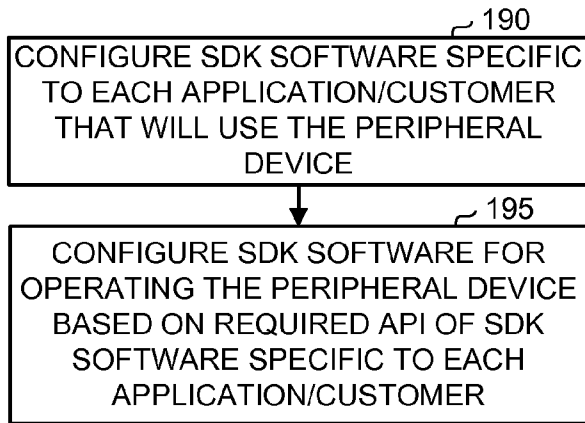 190
CONFIGURE SDK SOFTWARE SPECIFIC
TO EACH APPLICATION/CUSTOMER
THAT WILL USE THE PERIPHERAL
DEVICE
195
CONFIGURE SDK SOFTWARE FOR
OPERATING THE PERIPHERAL DEVICE
BASED ON REQUIRED API OF SDK
SOFTWARE SPECIFIC TO EACH
APPLICATION/CUSTOMER